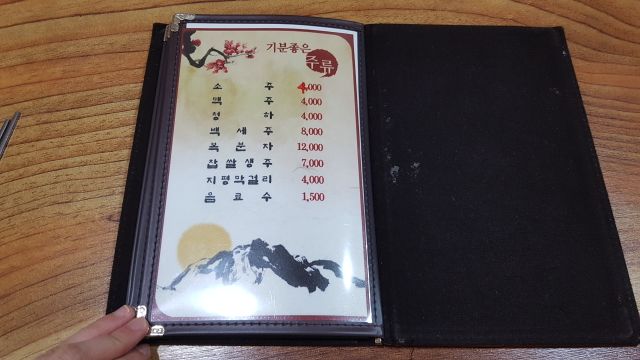 기분좋은
주류
소 주 4,000
맥 주 4,000
청 하 4,000
백 세 주 8,000
복 분 자 12,000
찹 쌀 생 주 7,000
지 평 막 걸 리 4,000
음 료 수 1,500